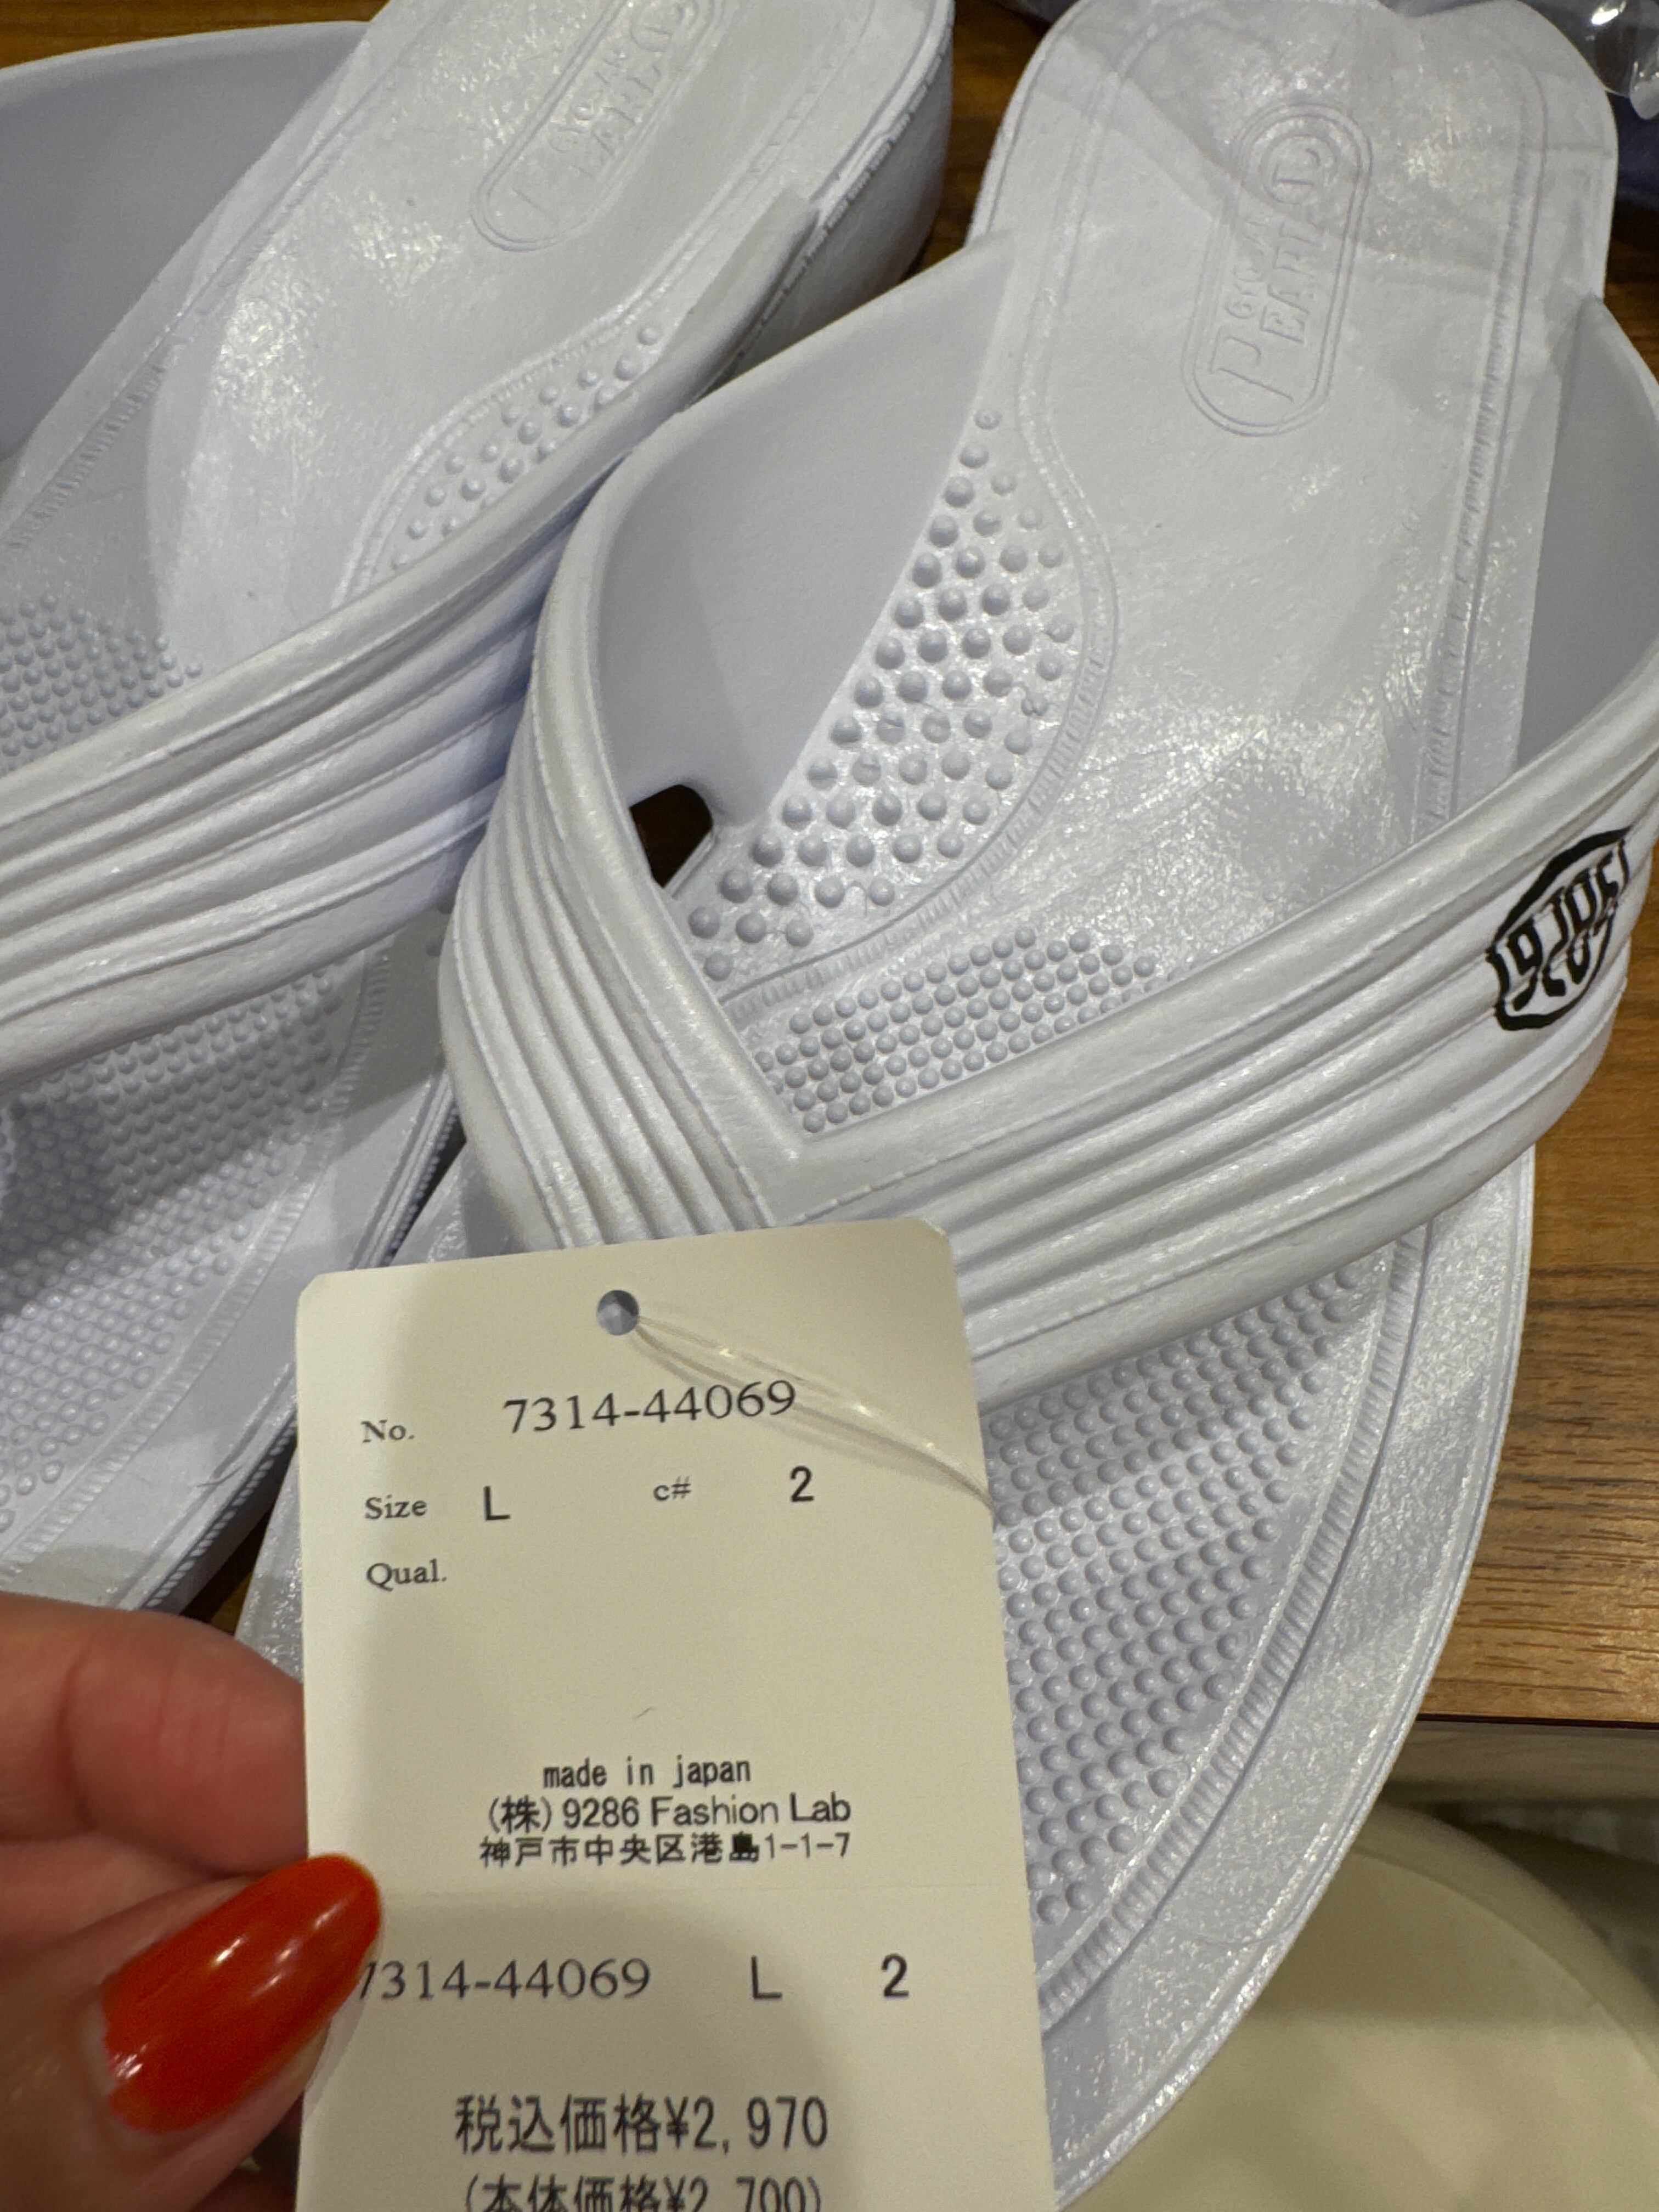 No. 7314-44069
Size L c# 2
Qual.
made in japan
(株) 9286 Fashion Lab
神戸市中央区港島1-1-7
7314-44069 L 2
税込価格¥2,970
(本体価格¥2,700)